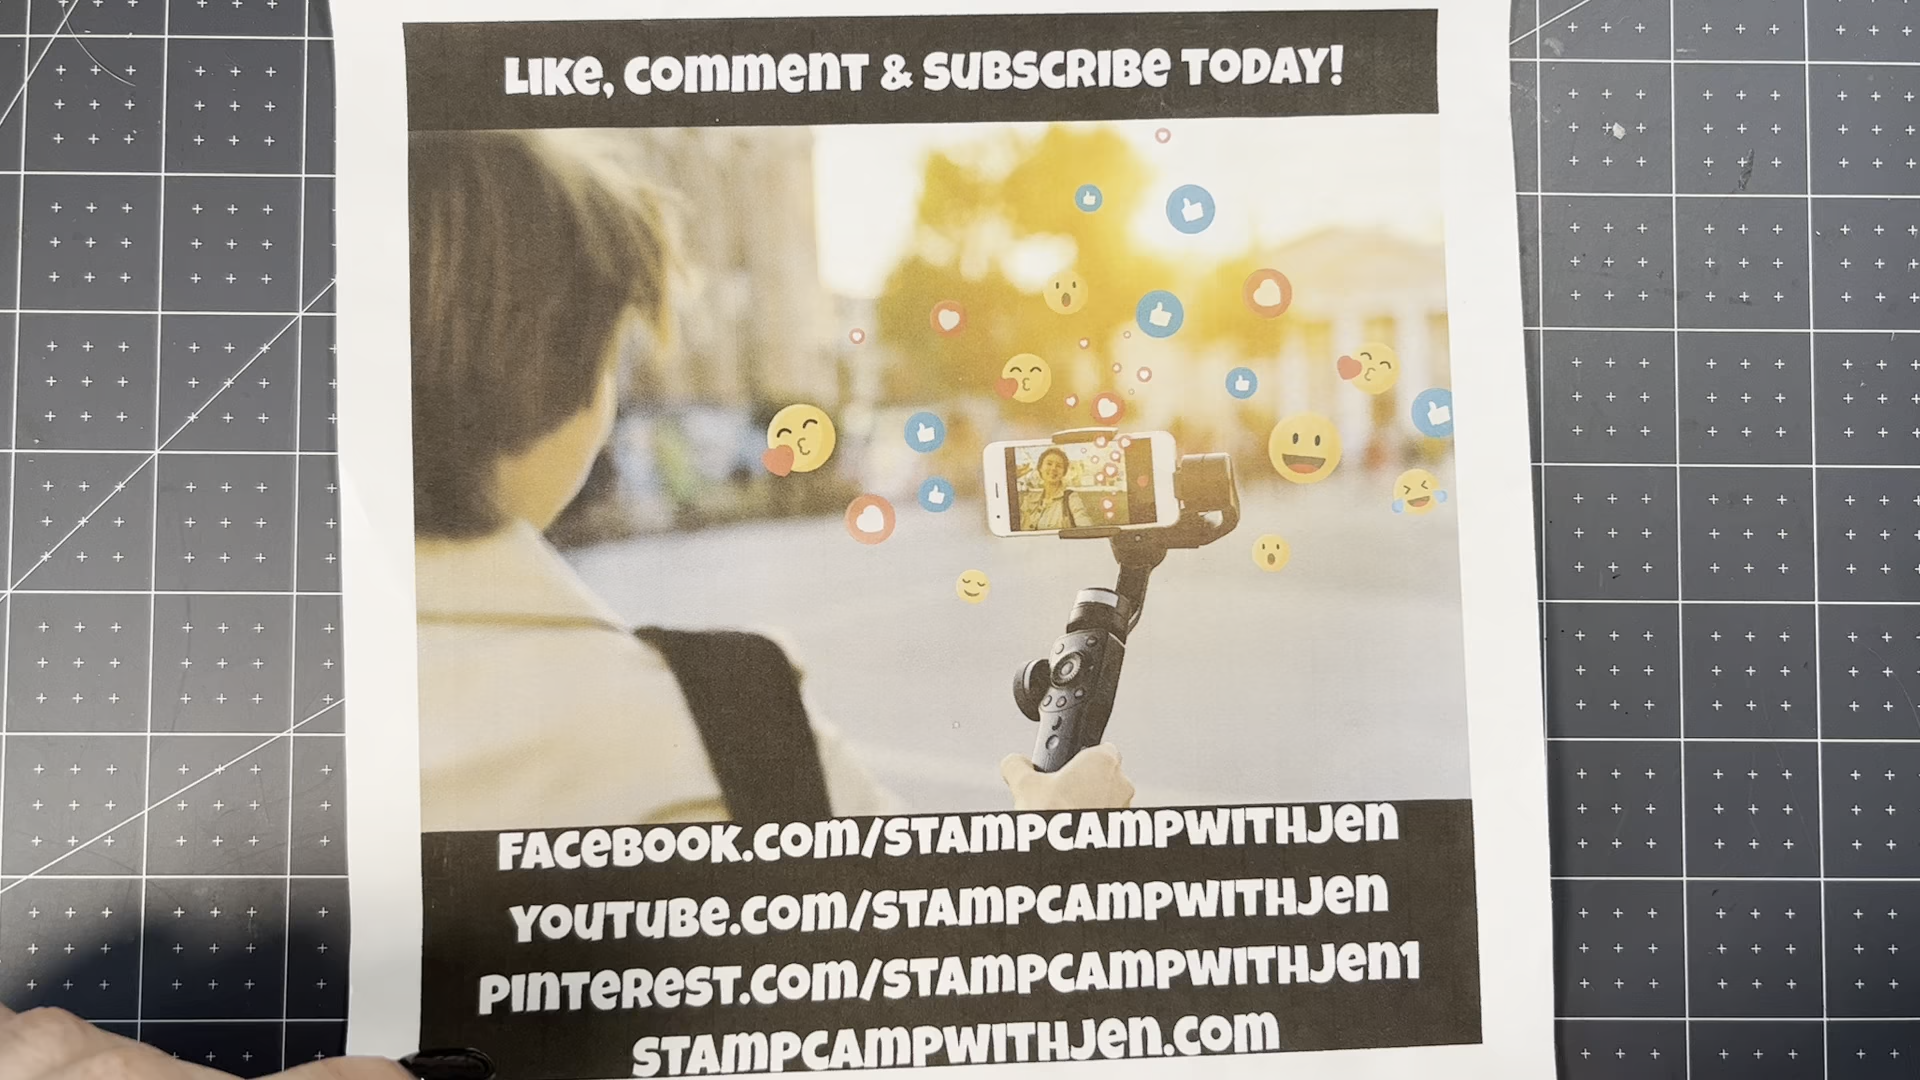 LIKE, COMMENT & SUBSCRIBE TODAY!
FACEBOOK.COM/STAMPCAMPWITHJEN
YOUTUBE.COM/STAMPCAMPWITHJEN
PINTEREST.COM/STAMPCAMPWITHJEN1
STAMPCAMPWITHJEN.COM